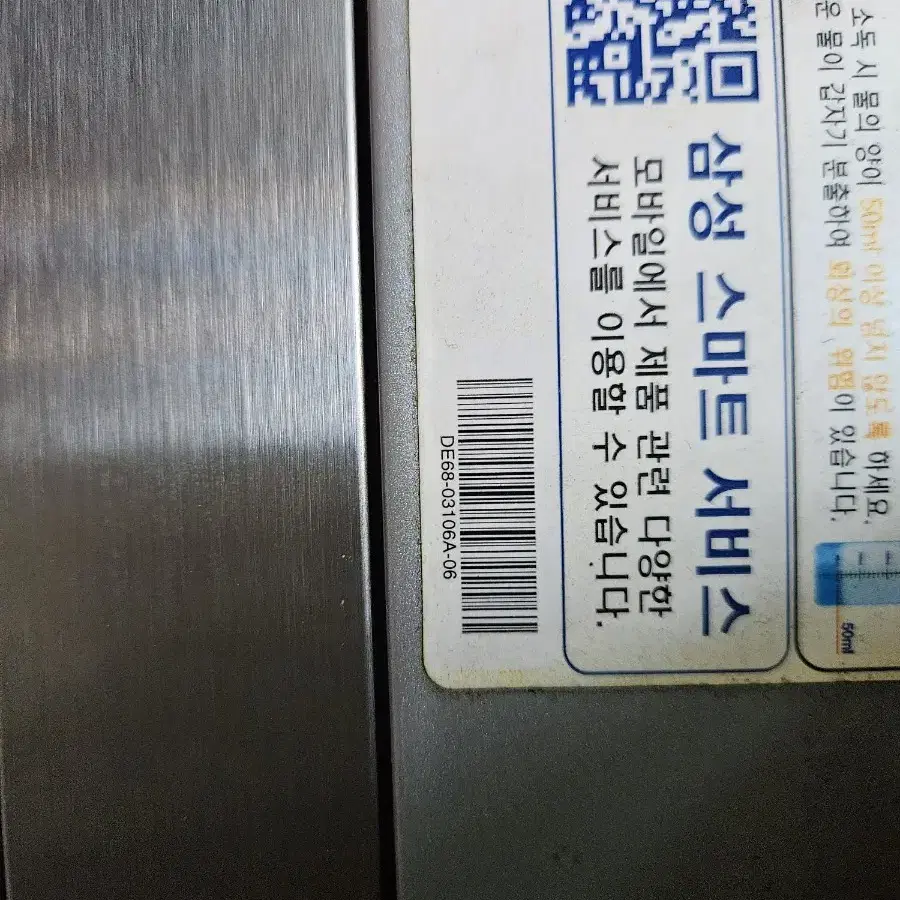 소독 시 물의 양이 50ml 이상 넘지 않도록 하세요.
운 물이 갑자기 분출하여 화상의 위험이 있습니다.
50ml
삼성 스마트 서비스
모바일에서 제품 관련 다양한
서비스를 이용할 수 있습니다.
DE68-03106A-06